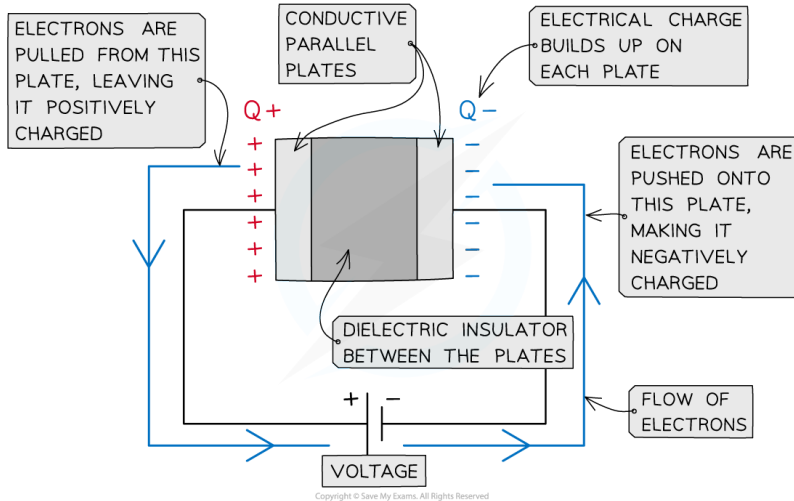 ELECTRONS ARE
PULLED FROM THIS
PLATE, LEAVING
IT POSITIVELY
CHARGED
CONDUCTIVE
PARALLEL
PLATES
ELECTRICAL CHARGE
BUILDS UP ON
EACH PLATE
Q+
Q−
+
+
+
+
+
+
−
−
−
−
−
−
ELECTRONS ARE
PUSHED ONTO
THIS PLATE,
MAKING IT
NEGATIVELY
CHARGED
DIELECTRIC INSULATOR
BETWEEN THE PLATES
+ −
FLOW OF
ELECTRONS
VOLTAGE
Copyright © Save My Exams. All Rights Reserved